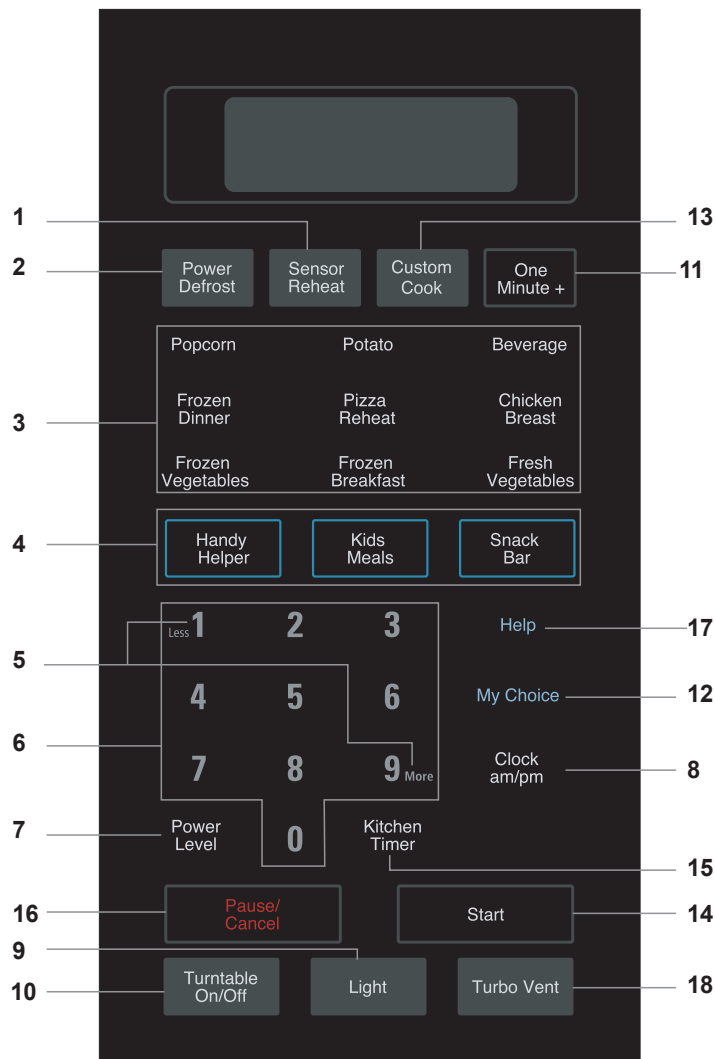 1
13
2
Power
Defrost
Sensor
Reheat
Custom
Cook
One
Minute +
11
Popcorn
Potato
Beverage
3
Frozen
Dinner
Pizza
Reheat
Chicken
Breast
Frozen
Vegetables
Frozen
Breakfast
Fresh
Vegetables
4
Handy
Helper
Kids
Meals
Snack
Bar
5
Less 1
2
3
Help
17
4
5
6
My Choice
12
6
7
8
9 More
Clock
am/pm
8
7
Power
Level
0
Kitchen
Timer
15
16
Pause/
Cancel
Start
14
9
10
Turntable
On/Off
Light
Turbo Vent
18